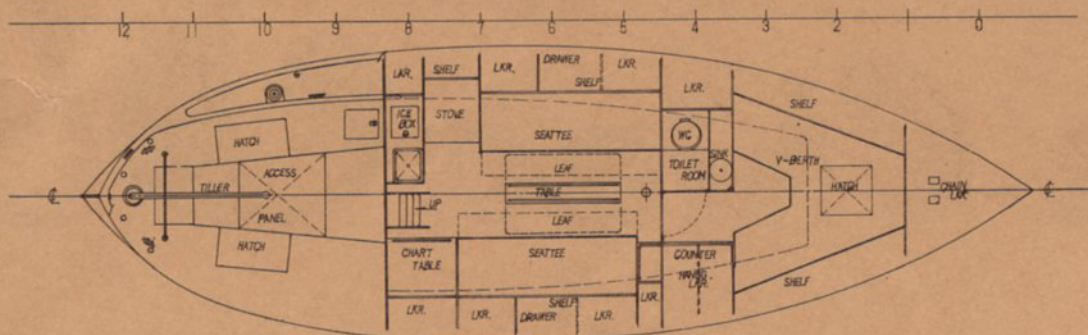 12 11 10 9 8 7 6 5 4 3 2 1 0
LKR. SHELF LKR. DRAWER LKR.
SHELF
LKR.
SHELF
ICE
BOX
STOVE
HATCH
SEATTEE
WC
SINK
TOILET
ROOM
V-BERTH
ACCESS
LEAF
TILLER
TABLE
HATCH
CHAIN
LKR.
℄
℄
UP
PANEL
LEAF
HATCH
CHART
TABLE
SEATTEE
COUNTER
HANG'G
LKR.
SHELF
LKR. LKR. SHELF LKR. LKR.
DRAWER